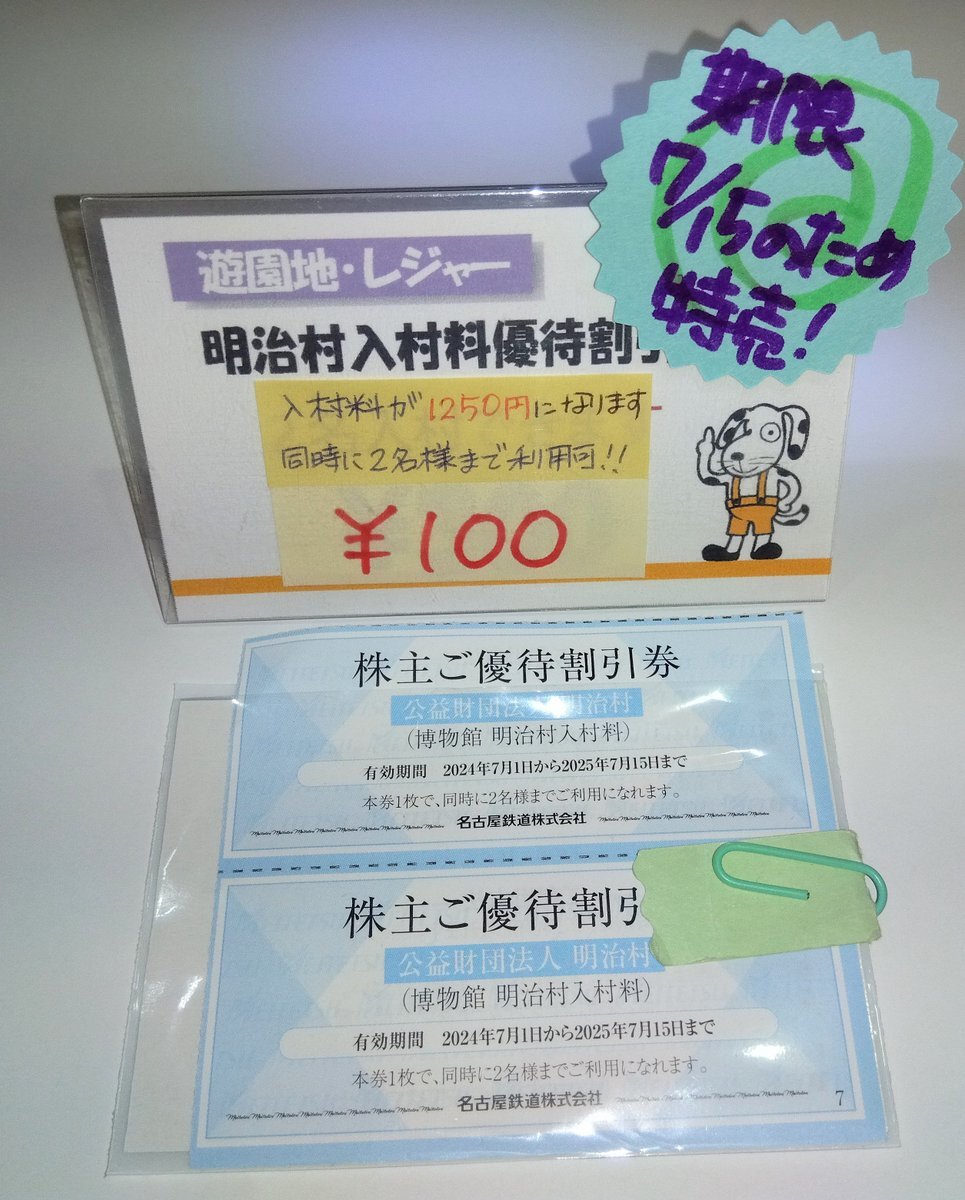 期限
7/15のため
特売!
遊園地・レジャー
明治村入村料優待割引
入村料が1250円になります
同時に2名様まで利用可!!
¥100
株主ご優待割引券
公益財団法人 明治村
(博物館 明治村入村料)
有効期間 2024年7月1日から2025年7月15日まで
本券1枚で、同時に2名様までご利用になれます。
名古屋鉄道株式会社
株主ご優待割引
公益財団法人 明治村
(博物館 明治村入村料)
有効期間 2024年7月1日から2025年7月15日まで
本券1枚で、同時に2名様までご利用になれます。
名古屋鉄道株式会社
7